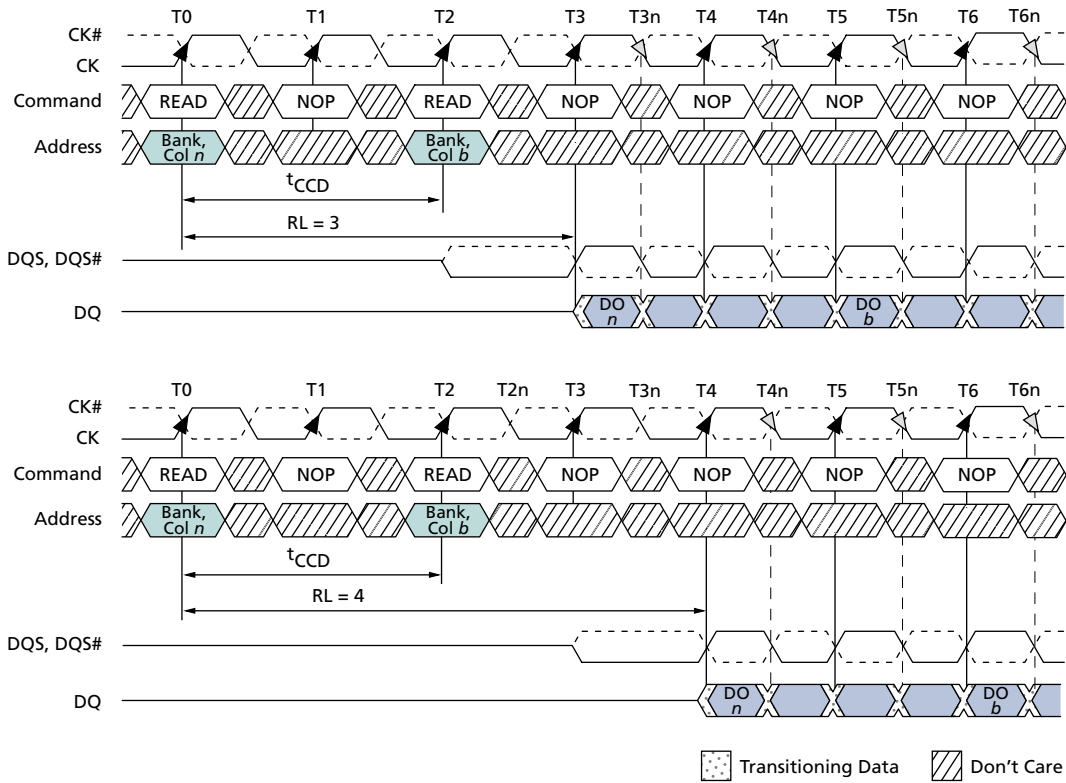 T0 T1 T2 T3 T3n T4 T4n T5 T5n T6 T6n
CK#
CK
Command READ NOP READ NOP NOP NOP NOP
Address Bank, Col n Bank, Col b
tCCD
RL = 3
DQS, DQS#
DQ DO n DO b
T0 T1 T2 T2n T3 T3n T4 T4n T5 T5n T6 T6n
CK#
CK
Command READ NOP READ NOP NOP NOP NOP
Address Bank, Col n Bank, Col b
tCCD
RL = 4
DQS, DQS#
DQ DO n DO b
Transitioning Data Don't Care